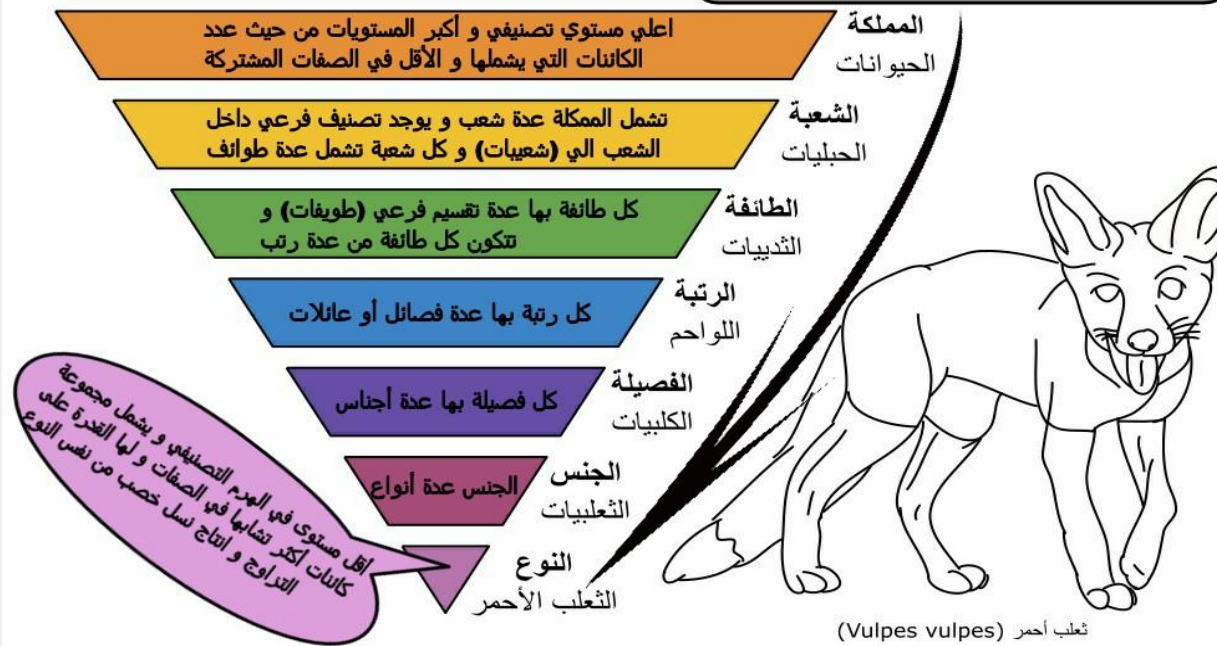 المملكة
الحيوانات
اعلي مستوي تصنيفي و أكبر المستويات من حيث عدد
الكائنات التي يشملها و الأقل في الصفات المشتركة
الشعبة
الحبليات
تشمل الممكلة عدة شعب و يوجد تصنيف فرعي داخل
الشعب الي (شعيبات) و كل شعبة تشمل عدة طوائف
الطائفة
الثدييات
كل طائفة بها عدة تقسيم فرعي (طويفات) و
تتكون كل طائفة من عدة رتب
الرتبة
اللواحم
كل رتبة بها عدة فصائل أو عائلات
الفصيلة
الكلبيات
كل فصيلة بها عدة أجناس
الجنس
الثعلبيات
الجنس عدة أنواع
النوع
الثعلب الأحمر
أقل مستوى في الهرم التصنيفي و يشمل مجموعة
كائنات أكثر تشابها في الصفات و لها القدرة على
التراوج و انتاج نسل خصب من نفس النوع
ثعلب أحمر (Vulpes vulpes)